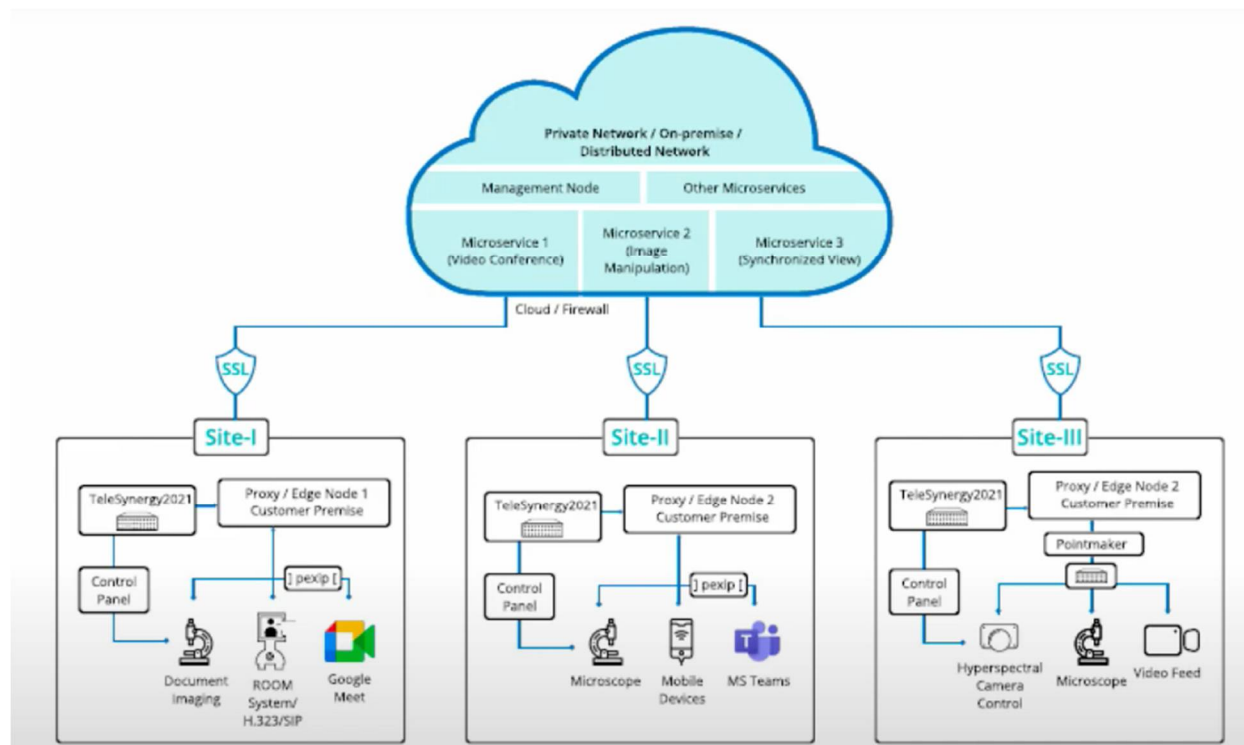 Private Network / On-premise /
Distributed Network
Management Node
Other Microservices
Microservice 1
(Video Conference)
Microservice 2
(Image
Manipulation)
Microservice 3
(Synchronized View)
Cloud / Firewall
SSL
SSL
SSL
Site-I
TeleSynergy2021
Proxy / Edge Node 1
Customer Premise
] pexip [
Control
Panel
Document
Imaging
ROOM
System/
H.323/SIP
Google
Meet
Site-II
TeleSynergy2021
Proxy / Edge Node 2
Customer Premise
] pexip [
Control
Panel
Microscope
Mobile
Devices
T
MS Teams
Site-III
TeleSynergy2021
Proxy / Edge Node 2
Customer Premise
Pointmaker
Control
Panel
Hyperspectral
Camera
Control
Microscope
Video Feed